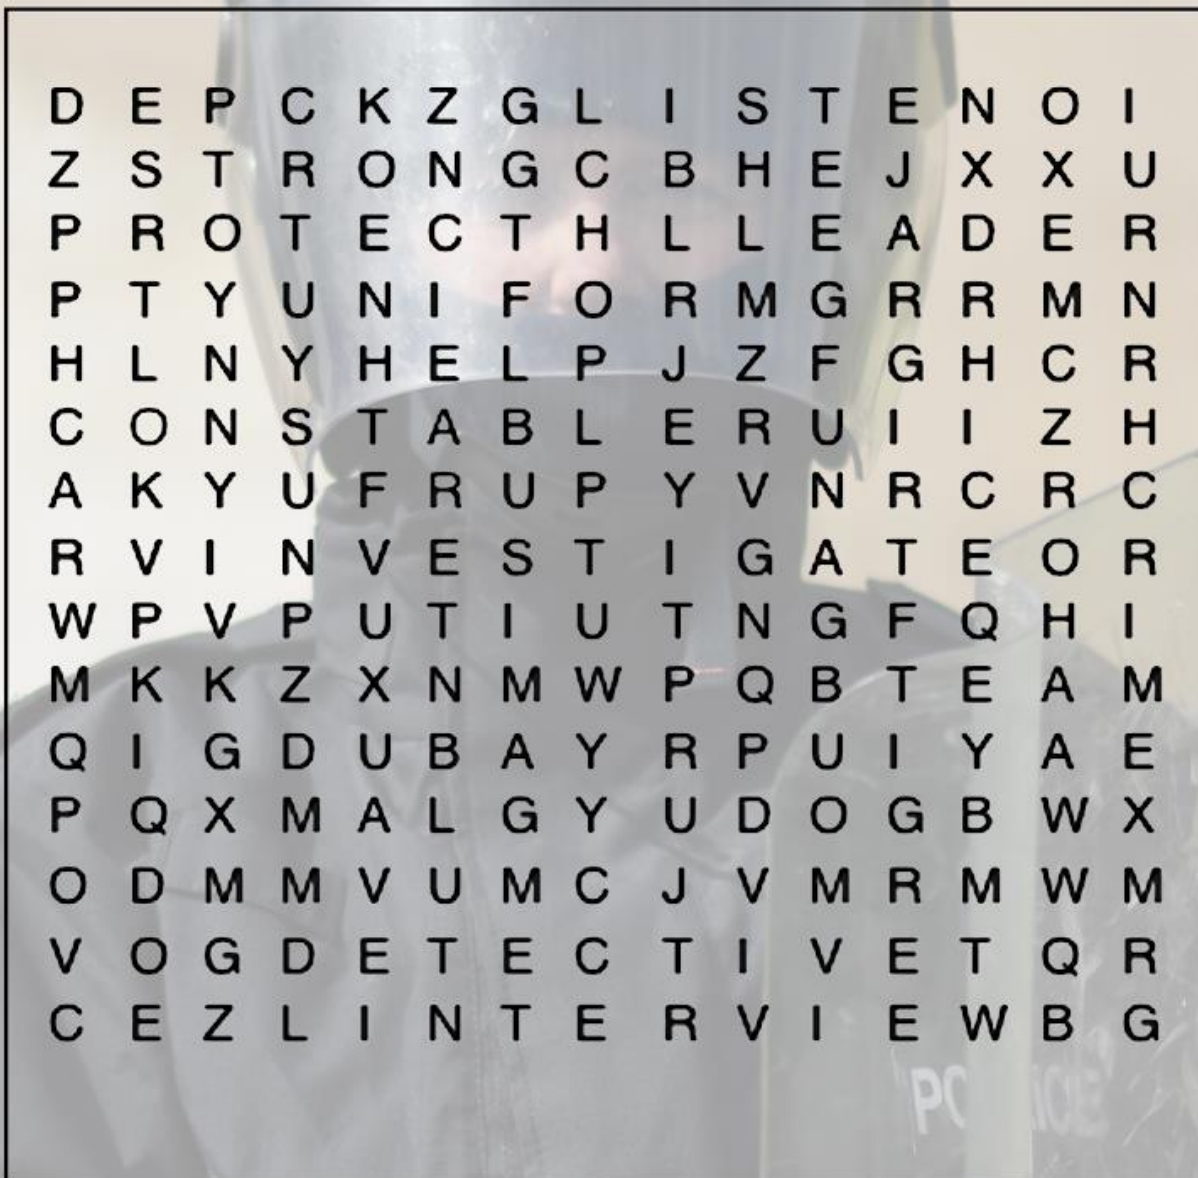 D E P C K Z G L I S T E N O I
Z S T R O N G C B H E J X X U
P R O T E C T H L L E A D E R
P T Y U N I F O R M G R R M N
H L N Y H E L P J Z F G H C R
C O N S T A B L E R U I I Z H
A K Y U F R U P Y V N R C R C
R V I N V E S T I G A T E O R
W P V P U T I U T N G F Q H I
M K K Z X N M W P Q B T E A M
Q I G D U B A Y R P U I Y A E
P Q X M A L G Y U D O G B W X
O D M M V U M C J V M R M W M
V O G D E T E C T I V E T Q R
C E Z L I N T E R V I E W B G